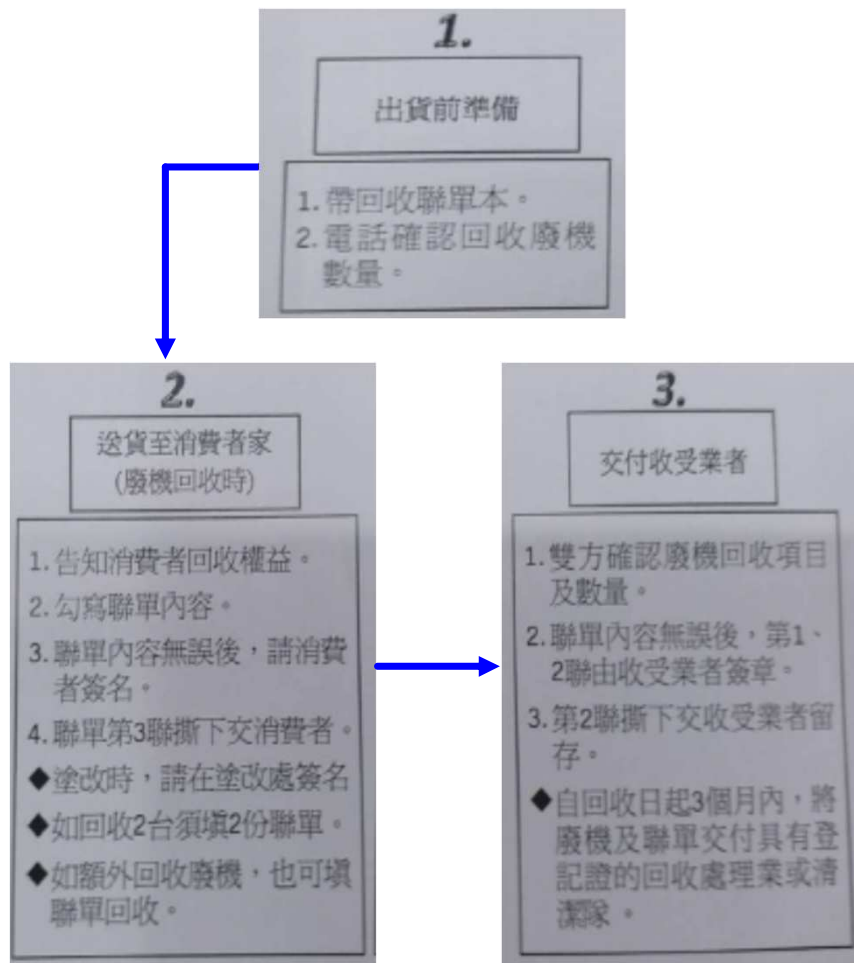 1.
出貨前準備
1. 帶回收聯單本。
2. 電話確認回收廢機
數量。
2.
送貨至消費者家
(廢機回收時)
1. 告知消費者回收權益。
2. 勾寫聯單內容。
3. 聯單內容無誤後，請消費
者簽名。
4. 聯單第3聯撕下交消費者。
◆塗改時，請在塗改處簽名
◆如回收2台須填2份聯單。
◆如額外回收廢機，也可填
聯單回收。
3.
交付收受業者
1. 雙方確認廢機回收項目
及數量。
2. 聯單內容無誤後，第1、
2聯由收受業者簽章。
3. 第2聯撕下交收受業者留
存。
◆自回收日起3個月內，將
廢機及聯單交付具有登
記證的回收處理業或清
潔隊。